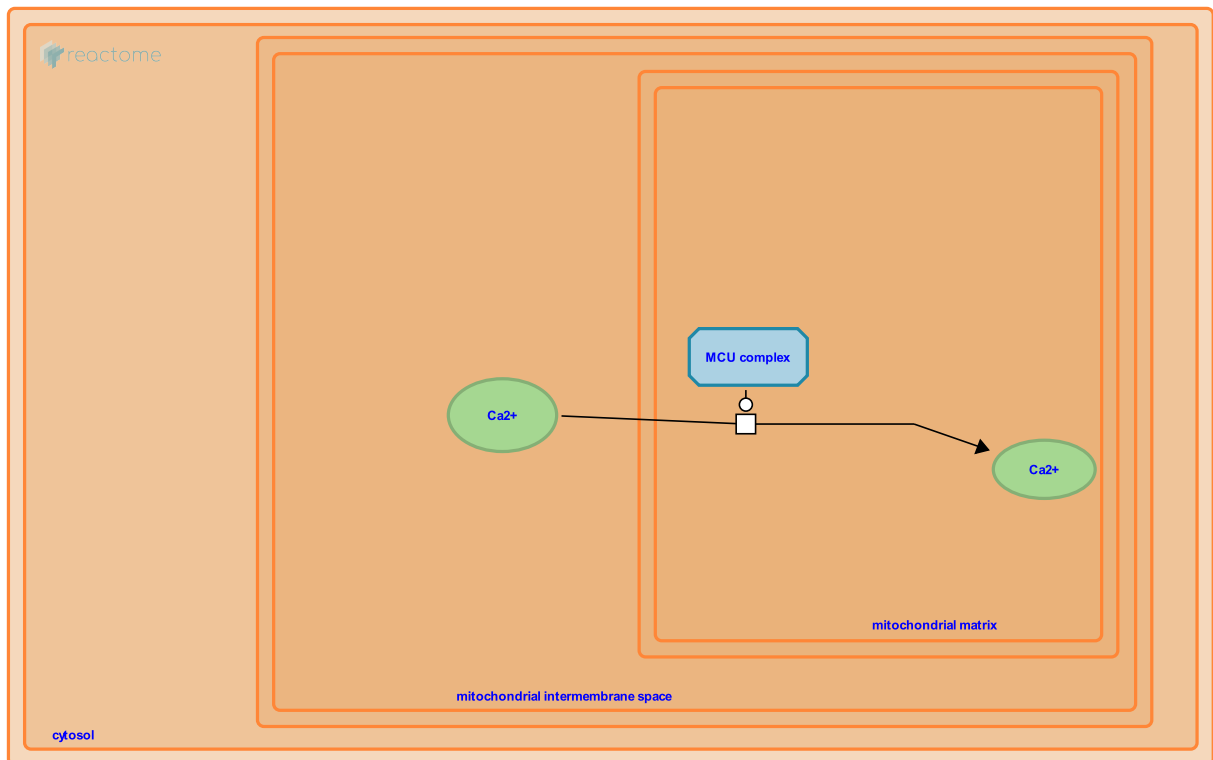 reactome
MCU complex
Ca2+
Ca2+
mitochondrial matrix
mitochondrial intermembrane space
cytosol